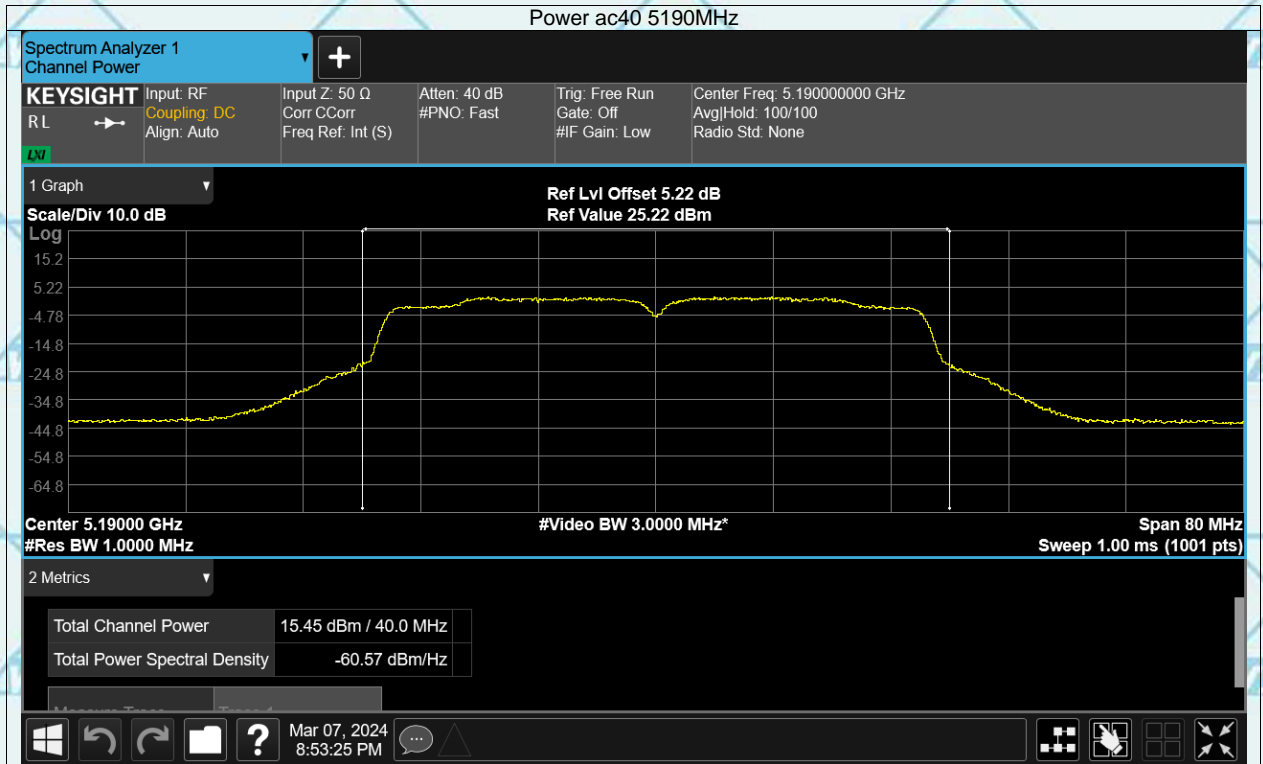 Power ac40 5190MHz
Spectrum Analyzer 1
Channel Power
KEYSIGHT
R L
LXI
Input: RF
Coupling: DC
Align: Auto
Input Z: 50 Ω
Corr CCorr
Freq Ref: Int (S)
Atten: 40 dB
#PNO: Fast
Trig: Free Run
Gate: Off
#IF Gain: Low
Center Freq: 5.190000000 GHz
Avg|Hold: 100/100
Radio Std: None
1 Graph
Scale/Div 10.0 dB
Ref Lvl Offset 5.22 dB
Ref Value 25.22 dBm
Log
15.2
5.22
-4.78
-14.8
-24.8
-34.8
-44.8
-54.8
-64.8
Center 5.19000 GHz
#Res BW 1.0000 MHz
#Video BW 3.0000 MHz*
Span 80 MHz
Sweep 1.00 ms (1001 pts)
2 Metrics
Total Channel Power 15.45 dBm / 40.0 MHz
Total Power Spectral Density -60.57 dBm/Hz
?
Mar 07, 2024
8:53:25 PM